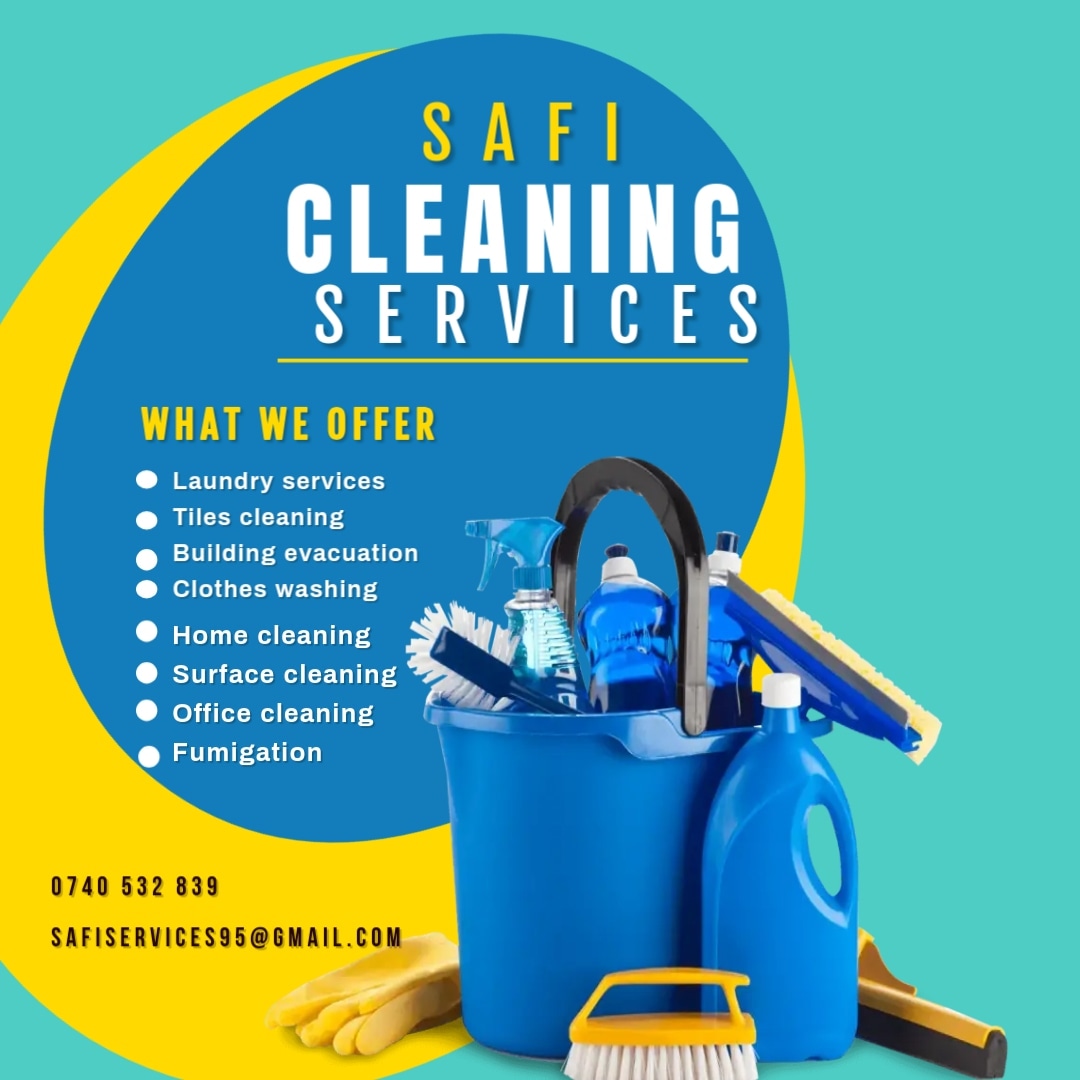 SAFI
CLEANING
SERVICES
WHAT WE OFFER
Laundry services
Tiles cleaning
Building evacuation
Clothes washing
Home cleaning
Surface cleaning
Office cleaning
Fumigation
0740 532 839
SAFISERVICES95@GMAIL.COM